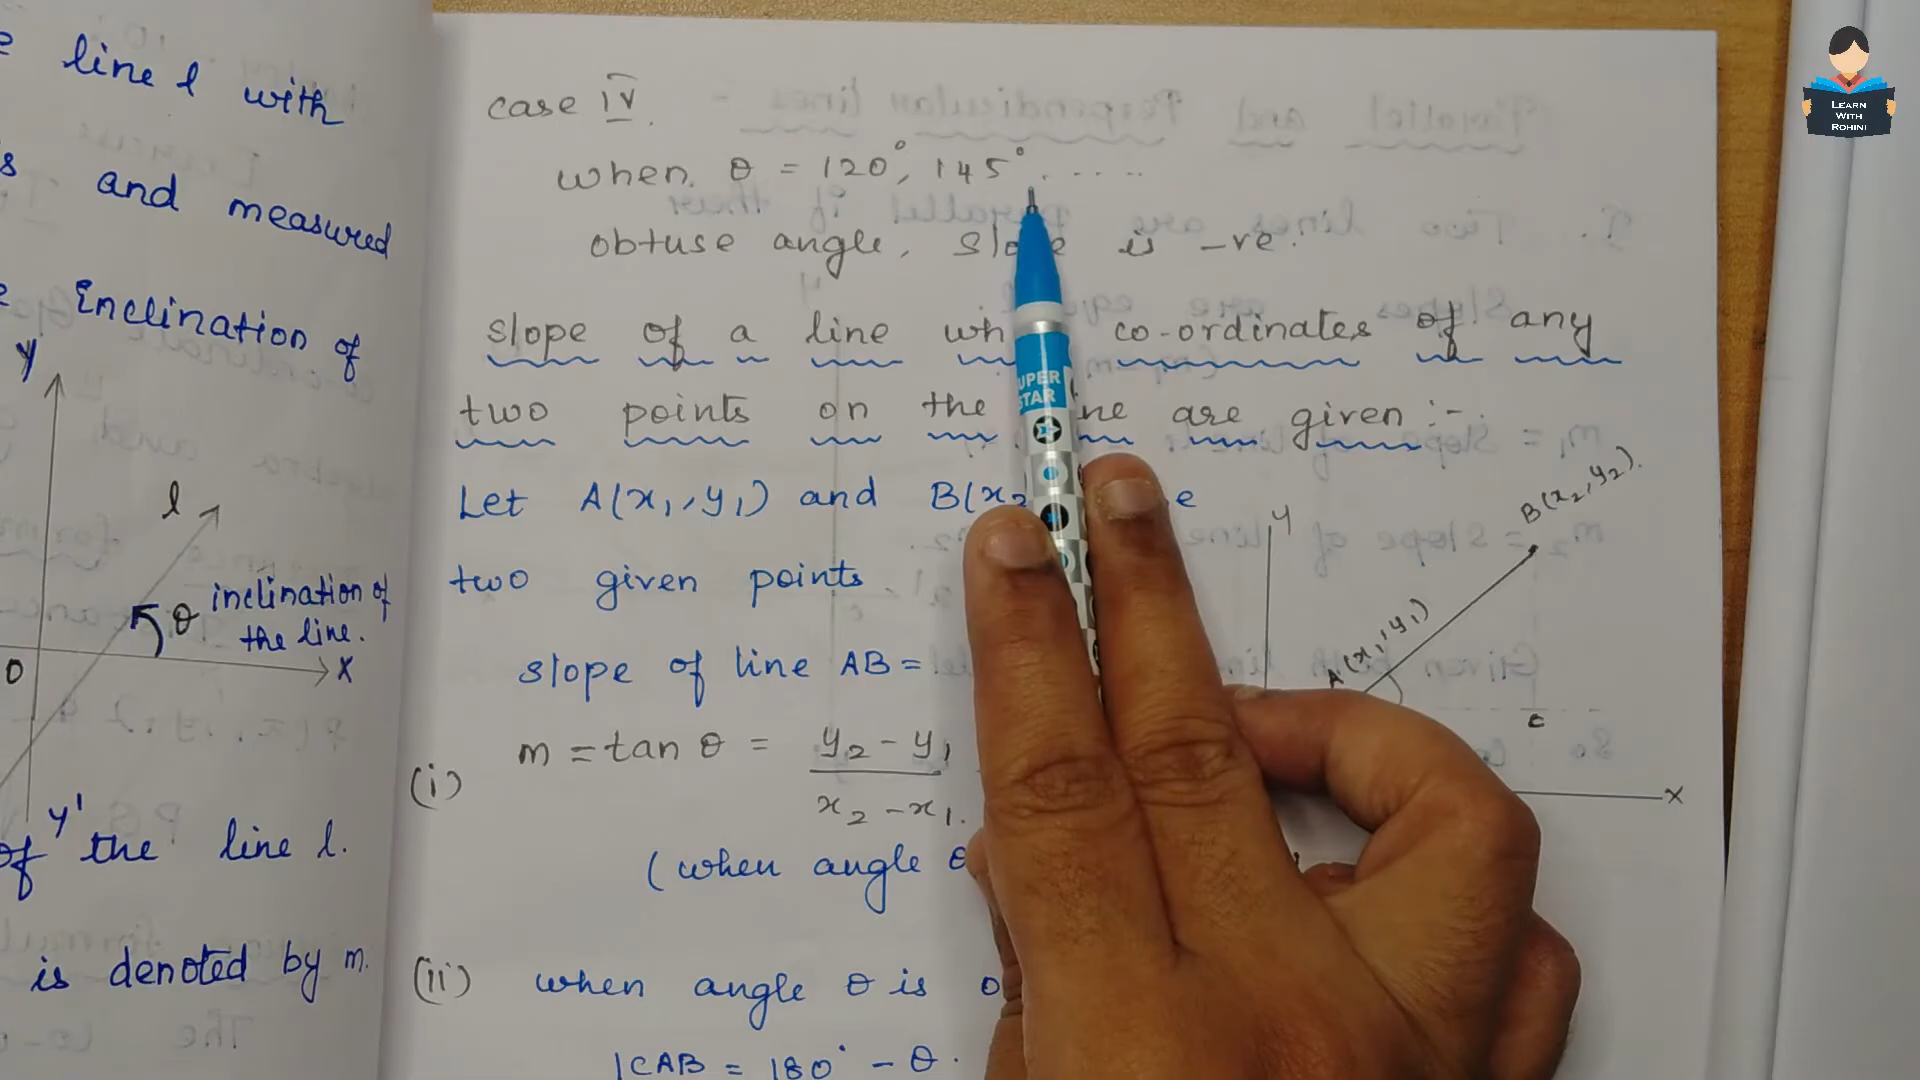 line l with
and measured
Inclination of
Y
l
θ inclination of
the line.
O
X
Y'
of the line l.
is denoted by m.
case IV.
when. θ = 120°, 145° .....
obtuse angle, slope is -ve.
slope of a line co-ordinates of any
two points on the are given :-
Let A(x₁,y₁) and B(x₂
two given points.
slope of line AB =
(i) m = tan θ = y₂ - y₁
x₂ - x₁.
(when angle θ
(ii) when angle θ is
CAB = 180° - θ.
Y
B(x₂,y₂).
A(x₁,y₁)
C
X
SUPER
STAR
LEARN
WITH
ROHINI